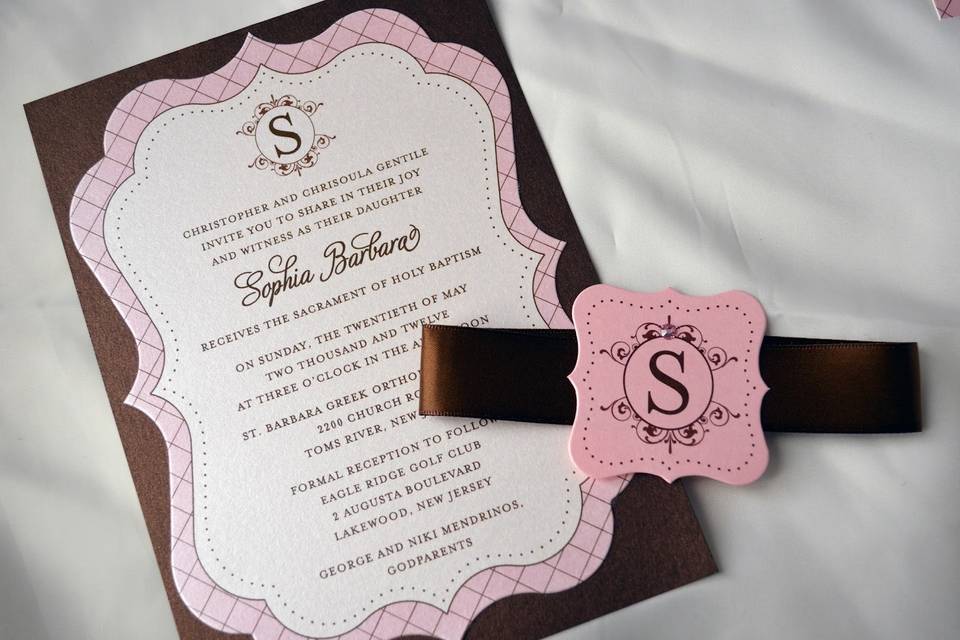 S
CHRISTOPHER AND CHRISOULA GENTILE
INVITE YOU TO SHARE IN THEIR JOY
AND WITNESS AS THEIR DAUGHTER
Sophia Barbara
RECEIVES THE SACRAMENT OF HOLY BAPTISM
ON SUNDAY, THE TWENTIETH OF MAY
TWO THOUSAND AND TWELVE
AT THREE O'CLOCK IN THE
ST. BARBARA GREEK
2200 CHURCH
TOMS RIVER, NEW
FORMAL RECEPTION TO FOLLOW
EAGLE RIDGE GOLF CLUB
2 AUGUSTA BOULEVARD
LAKEWOOD, NEW JERSEY
GEORGE AND NIKI MENDRINOS,
GODPARENTS
S